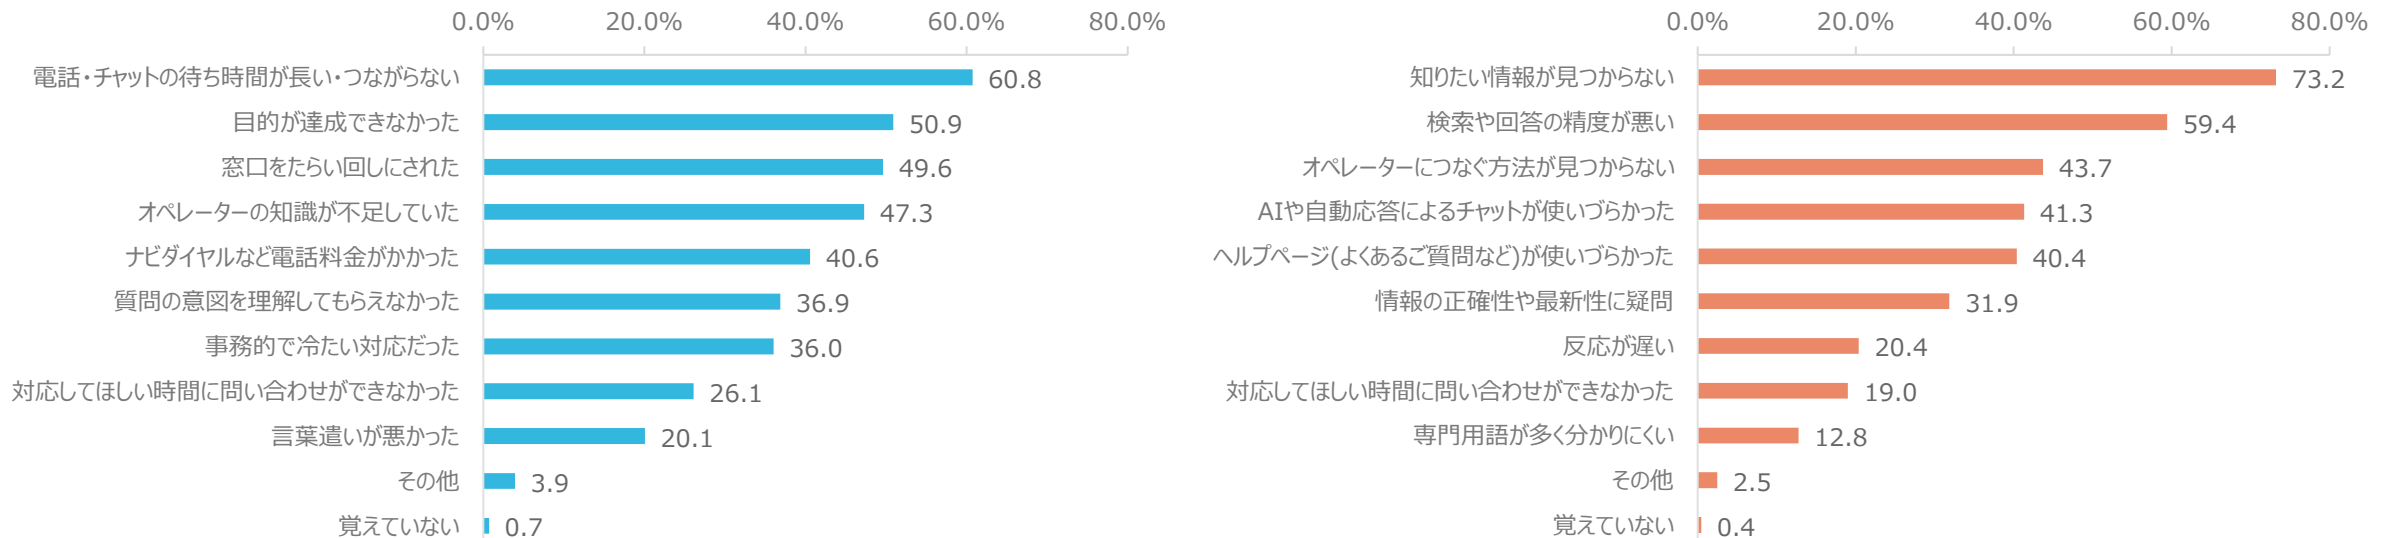 0.0% 20.0% 40.0% 60.0% 80.0%
電話・チャットの待ち時間が長い・つながらない 60.8
目的が達成できなかった 50.9
窓口をたらい回しにされた 49.6
オペレーターの知識が不足していた 47.3
ナビダイヤルなど電話料金がかかった 40.6
質問の意図を理解してもらえなかった 36.9
事務的で冷たい対応だった 36.0
対応してほしい時間に問い合わせができなかった 26.1
言葉遣いが悪かった 20.1
その他 3.9
覚えていない 0.7
0.0% 20.0% 40.0% 60.0% 80.0%
知りたい情報が見つからない 73.2
検索や回答の精度が悪い 59.4
オペレーターにつなぐ方法が見つからない 43.7
AIや自動応答によるチャットが使いづらかった 41.3
ヘルプページ(よくあるご質問など)が使いづらかった 40.4
情報の正確性や最新性に疑問 31.9
反応が遅い 20.4
対応してほしい時間に問い合わせができなかった 19.0
専門用語が多く分かりにくい 12.8
その他 2.5
覚えていない 0.4